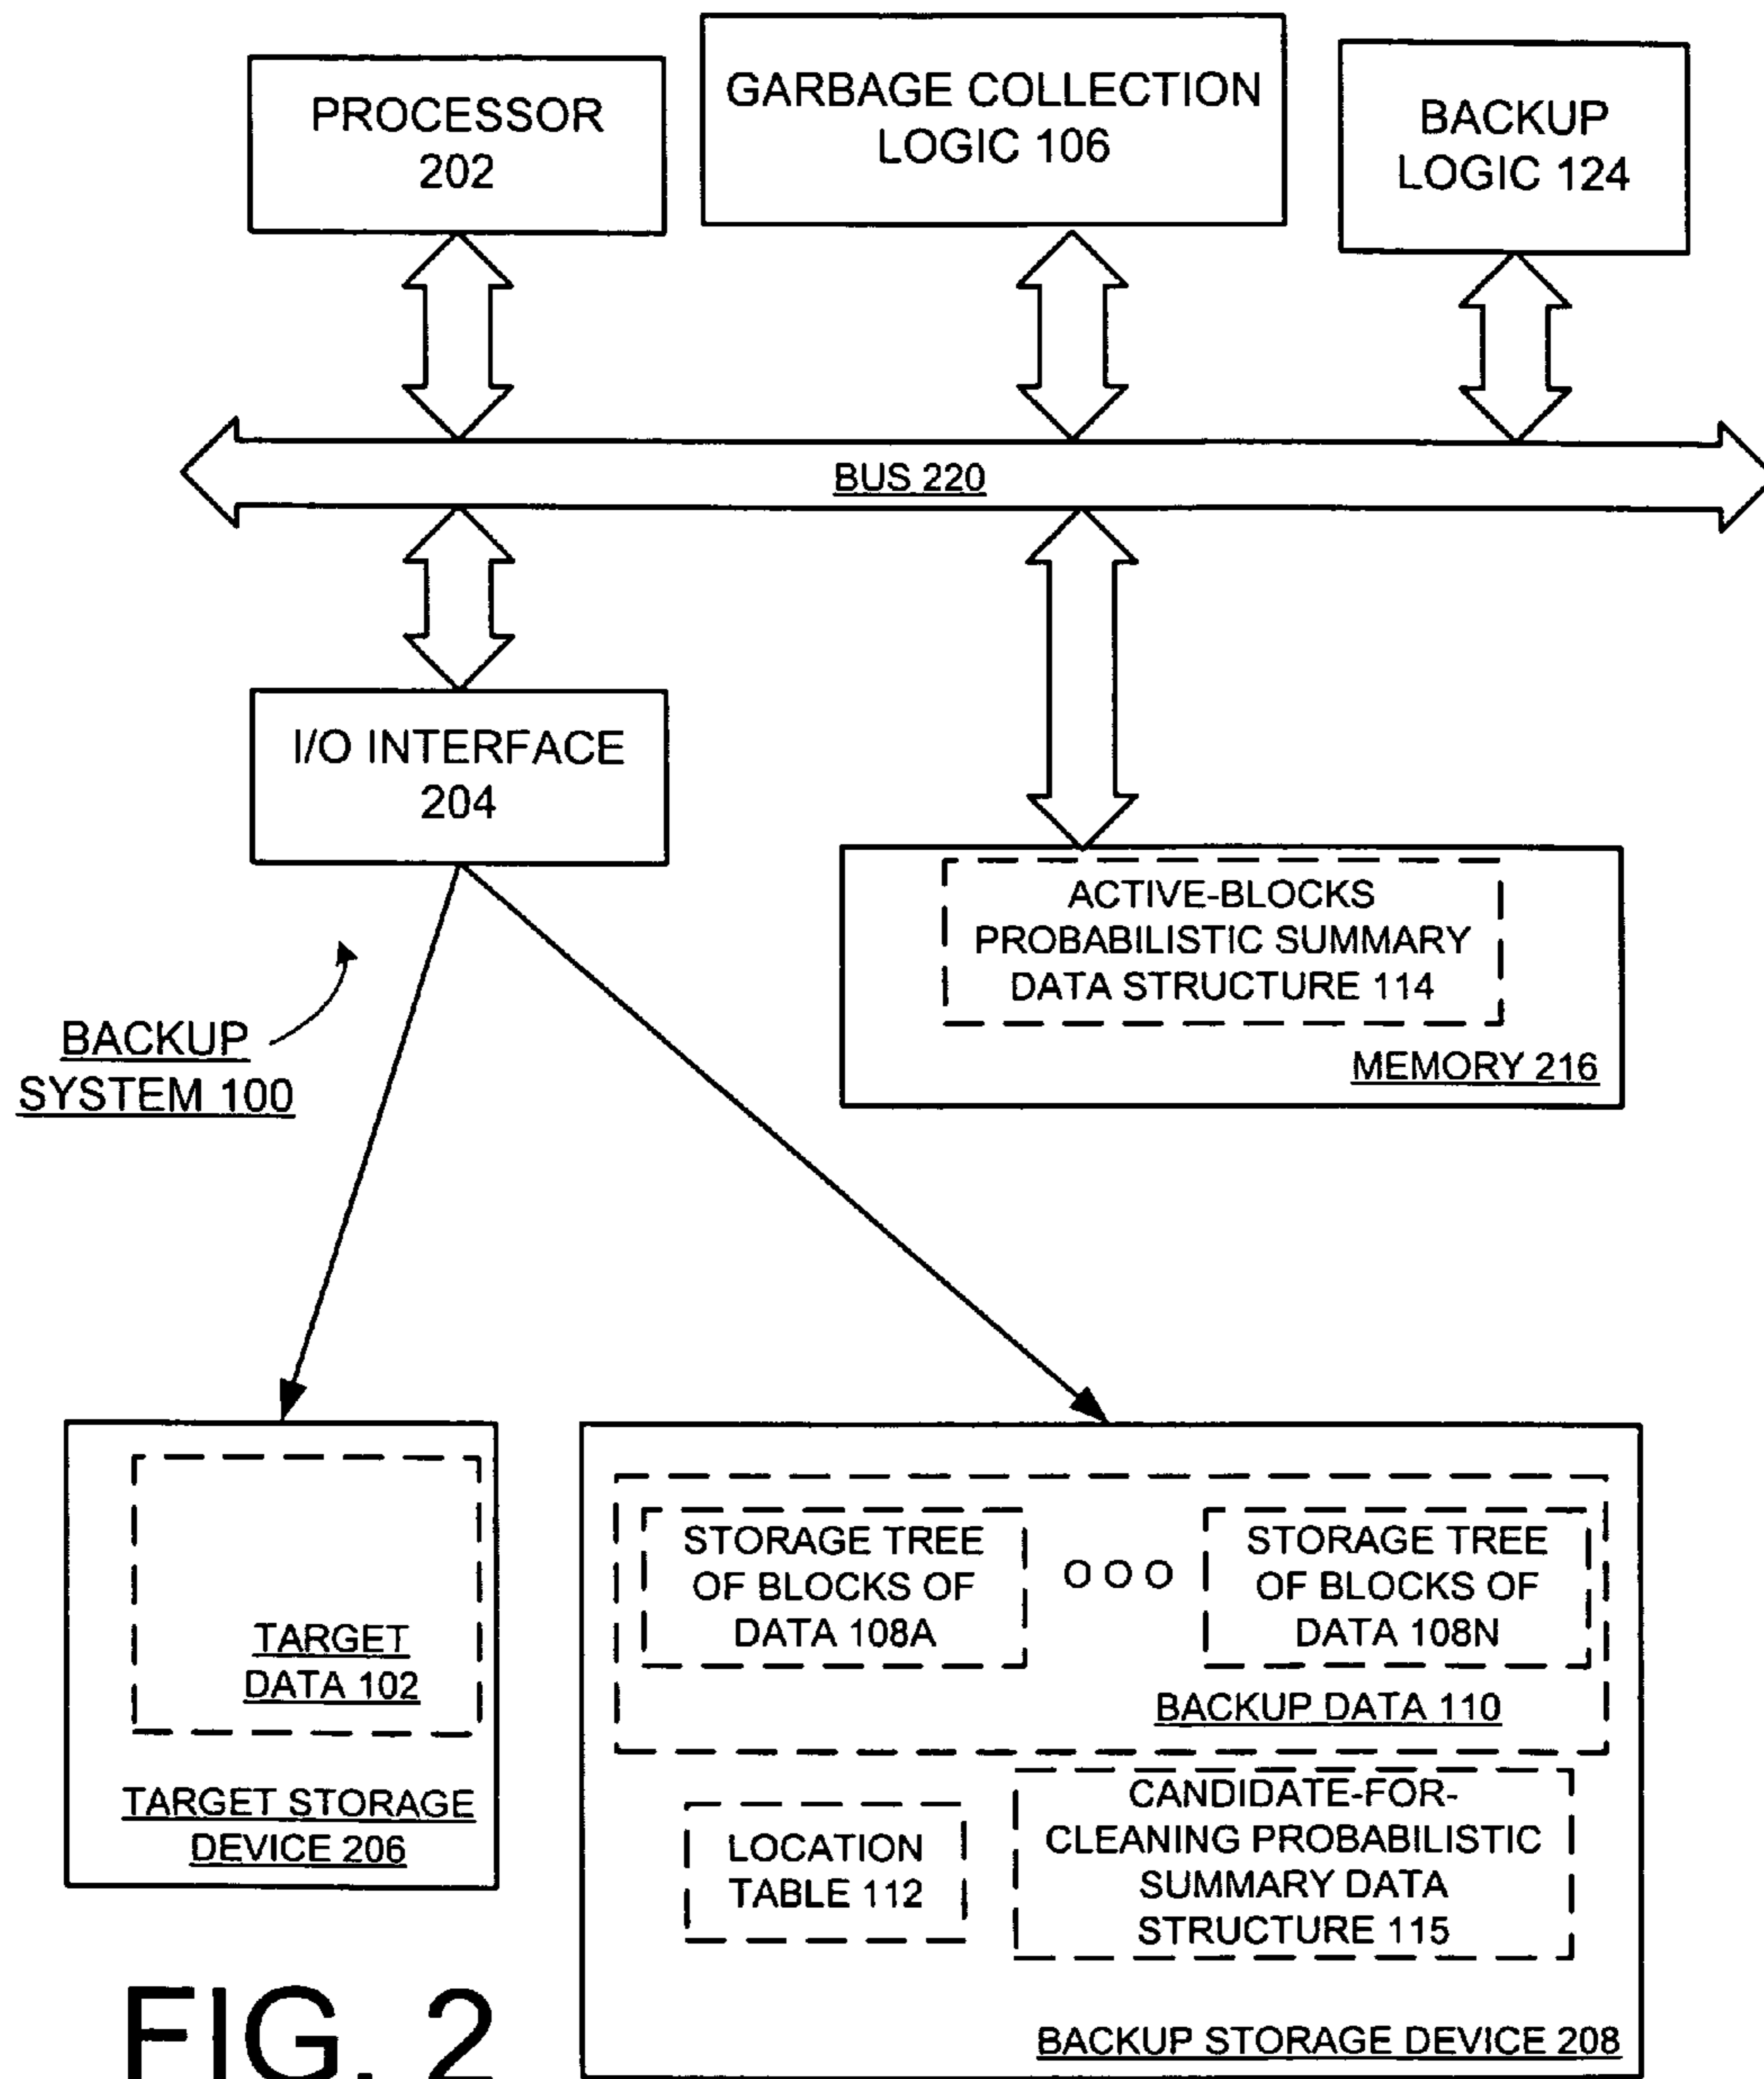 PROCESSOR
202
GARBAGE COLLECTION
LOGIC 106
BACKUP
LOGIC 124
BUS 220
I/O INTERFACE
204
ACTIVE-BLOCKS
PROBABILISTIC SUMMARY
DATA STRUCTURE 114
MEMORY 216
BACKUP
SYSTEM 100
TARGET
DATA 102
TARGET STORAGE
DEVICE 206
STORAGE TREE
OF BLOCKS OF
DATA 108A
OOO
STORAGE TREE
OF BLOCKS OF
DATA 108N
BACKUP DATA 110
LOCATION
TABLE 112
CANDIDATE-FOR-
CLEANING PROBABILISTIC
SUMMARY DATA
STRUCTURE 115
BACKUP STORAGE DEVICE 208
FIG. 2